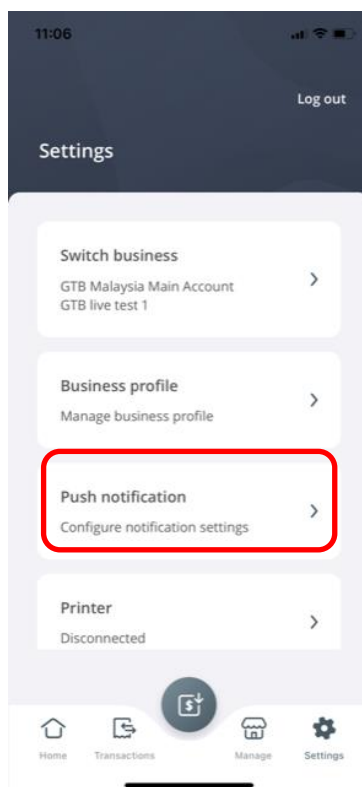 11:06
Log out
Settings
Switch business
GTB Malaysia Main Account
GTB live test 1
Business profile
Manage business profile
Push notification
Configure notification settings
Printer
Disconnected
$
Home Transactions Manage Settings